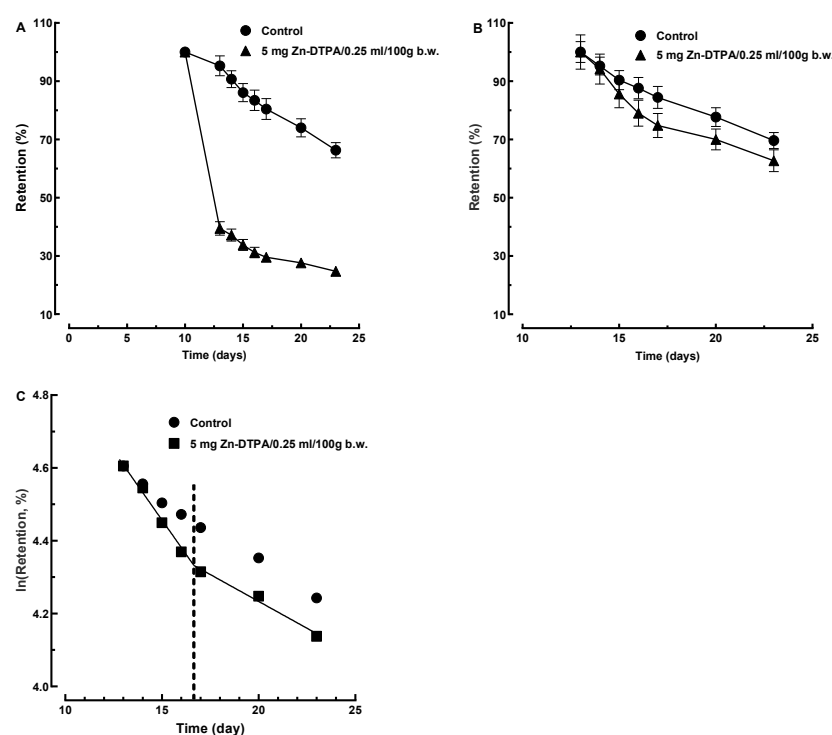 A
Control
5 mg Zn-DTPA/0.25 ml/100g b.w.
110
90
70
50
30
10
Retention (%)
0
5
10
15
20
25
Time (days)
B
Control
5 mg Zn-DTPA/0.25 ml/100g b.w.
110
90
70
50
30
10
Retention (%)
10
15
20
25
Time (days)
C
Control
5 mg Zn-DTPA/0.25 ml/100g b.w.
4.8
4.6
4.4
4.2
4.0
ln(Retention, %)
10
15
20
25
Time (day)